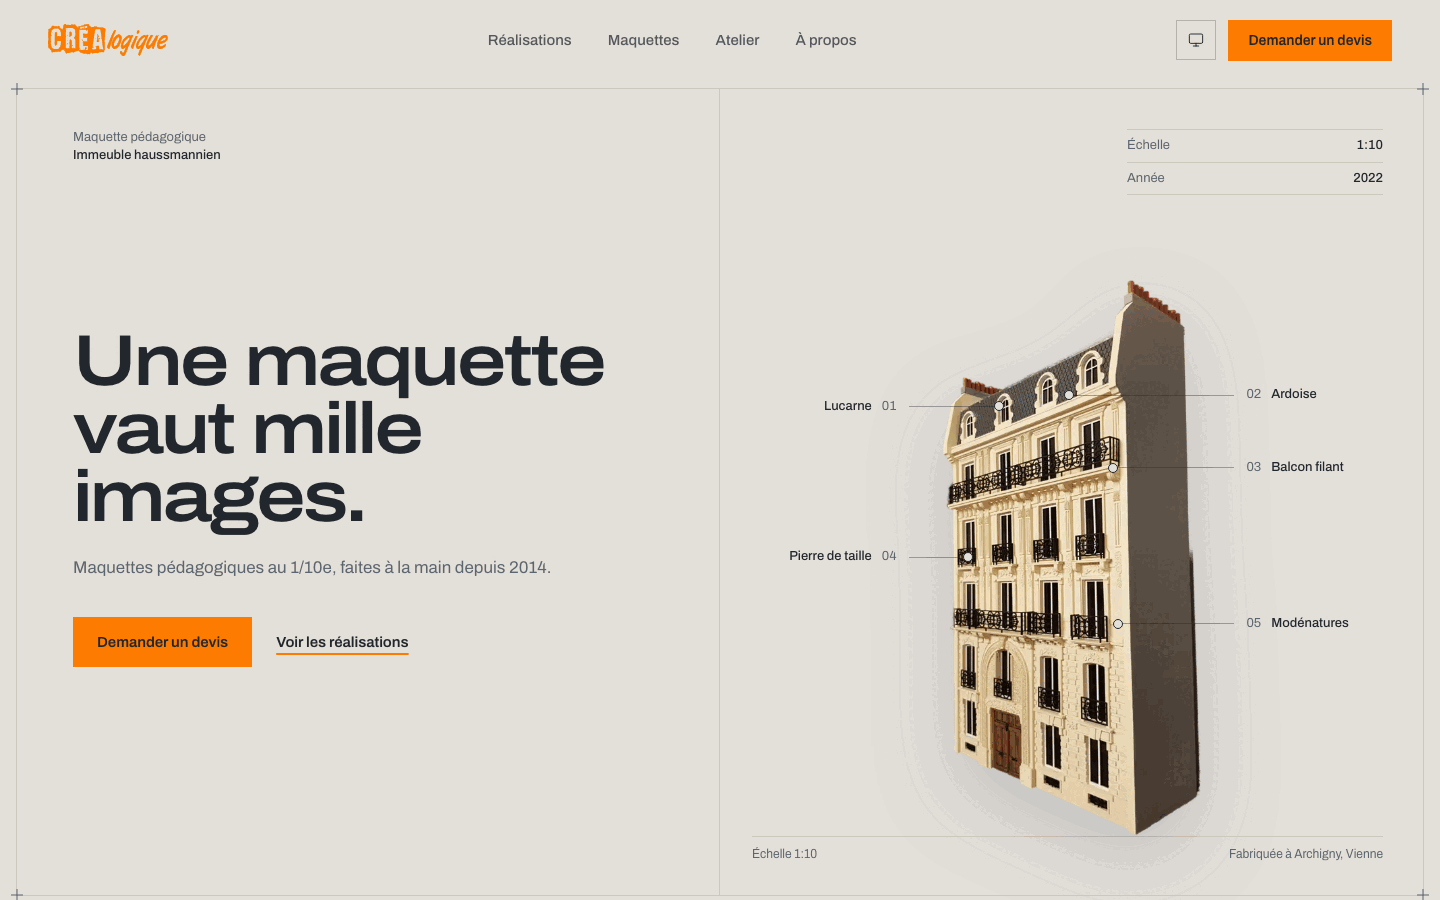 CREAlogique
Réalisations
Maquettes
Atelier
À propos
Demander un devis
Maquette pédagogique
Immeuble haussmannien
Échelle 1:10
Année 2022
Une maquette
vaut mille
images.
Maquettes pédagogiques au 1/10e, faites à la main depuis 2014.
Demander un devis
Voir les réalisations
Lucarne 01
02 Ardoise
03 Balcon filant
Pierre de taille 04
05 Modénatures
Échelle 1:10
Fabriquée à Archigny, Vienne